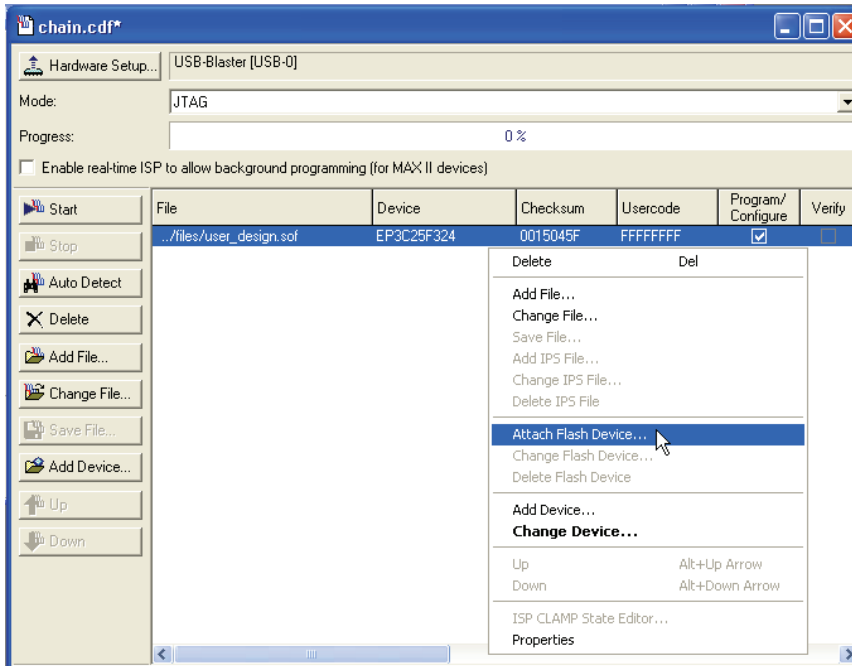 chain.cdf*
Hardware Setup... USB-Blaster [USB-0]
Mode: JTAG
Progress: 0 %
Enable real-time ISP to allow background programming (for MAX II devices)
Start
Stop
Auto Detect
Delete
Add File...
Change File...
Save File...
Add Device...
Up
Down
File Device Checksum Usercode Program/ Configure Verify
../files/user_design.sof EP3C25F324 0015045F FFFFFFFF
Delete Del
Add File...
Change File...
Save File...
Add IPS File...
Change IPS File...
Delete IPS File
Attach Flash Device...
Change Flash Device...
Delete Flash Device
Add Device...
Change Device...
Up Alt+Up Arrow
Down Alt+Down Arrow
ISP CLAMP State Editor...
Properties